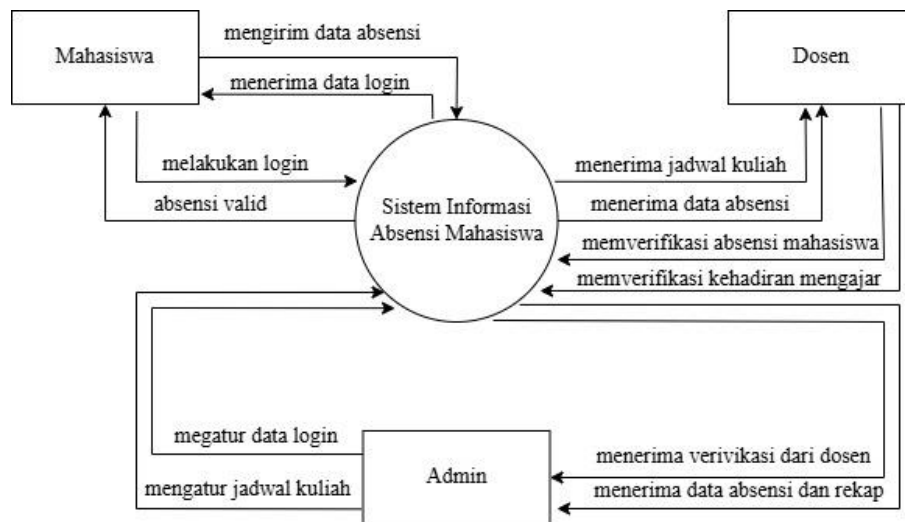 Mahasiswa
mengirim data absensi
Dosen
menerima data login
melakukan login
menerima jadwal kuliah
absensi valid
Sistem Informasi
Absensi Mahasiswa
menerima data absensi
memverifikasi absensi mahasiswa
memverifikasi kehadiran mengajar
megatur data login
mengatur jadwal kuliah
Admin
menerima verivikasi dari dosen
menerima data absensi dan rekap